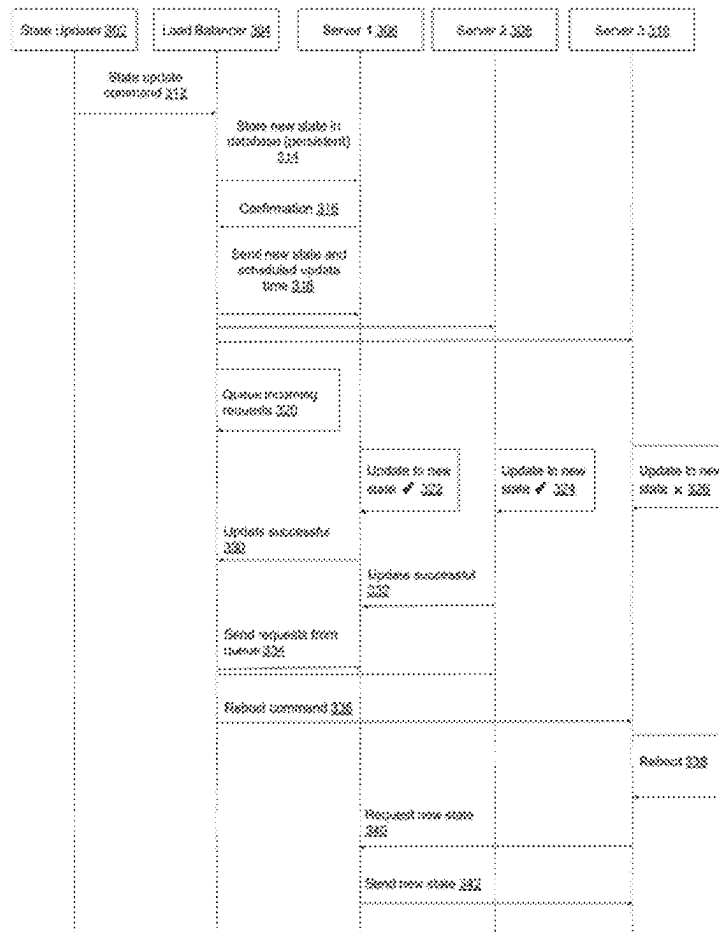 State Updater 302
Load Balancer 304
Server 1 306
Server 2 308
Server 3 310
State update
command 312
Store new state in
database (persistent)
314
Confirmation 316
Send new state and
scheduled update
time 318
Queue incoming
requests 320
Update to new
state ✔ 322
Update to new
state ✔ 324
Update to new
state × 326
Update successful
330
Update successful
332
Send requests from
queue 334
Reboot command 336
Reboot 338
Request new state
340
Send new state 342